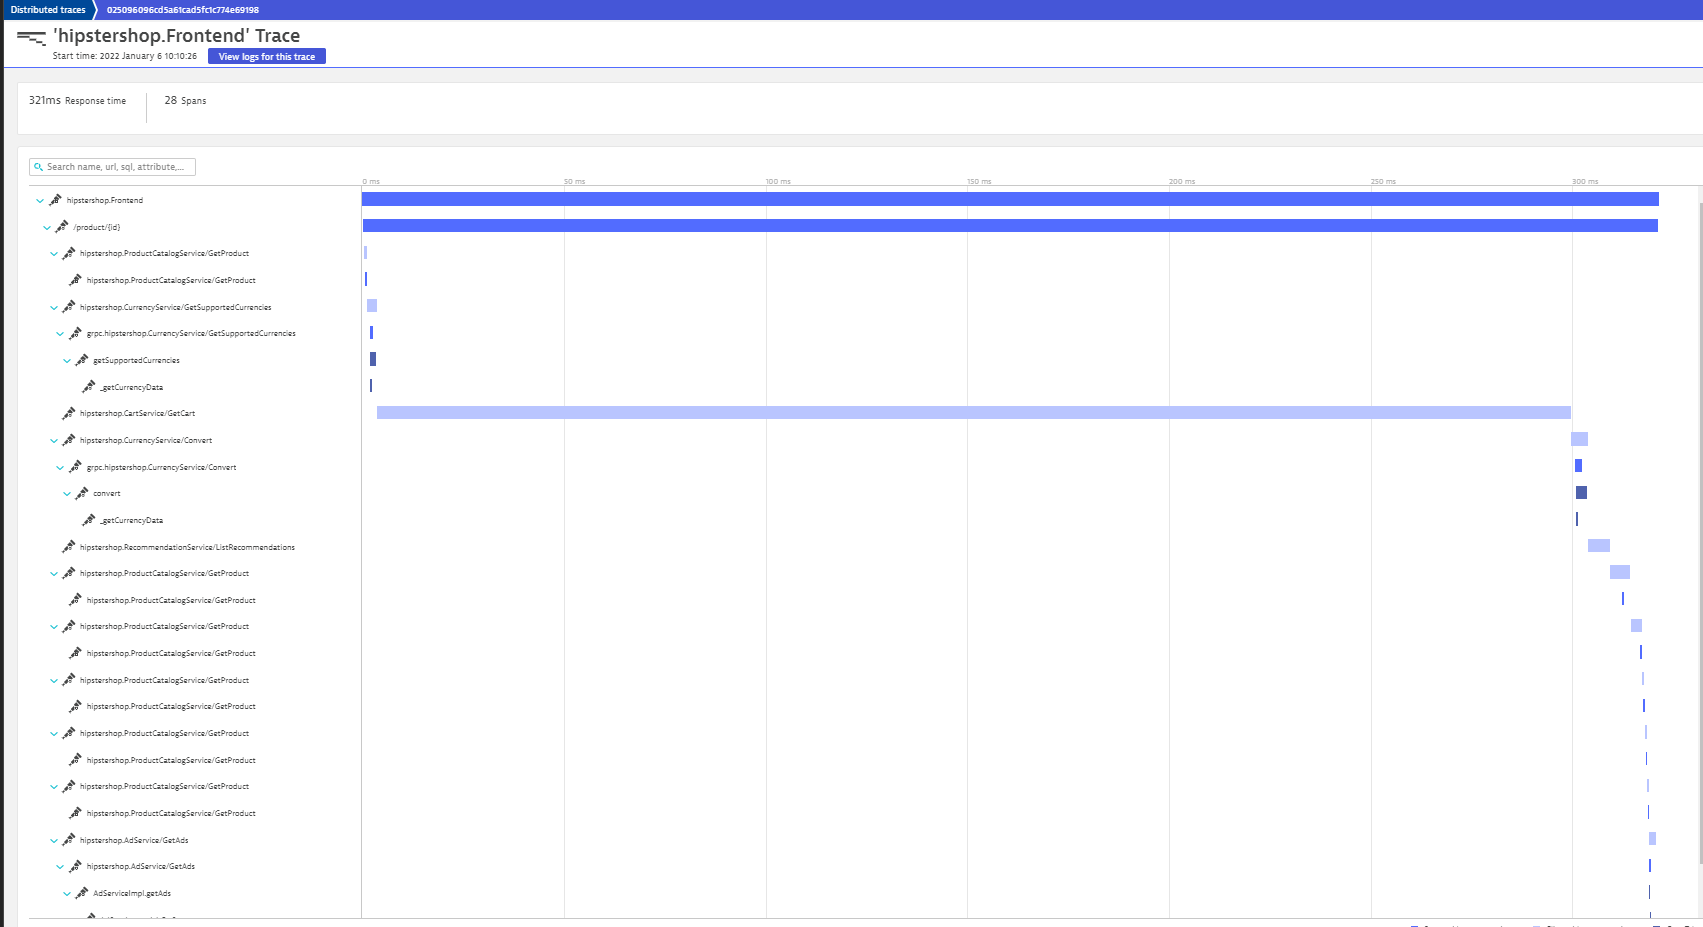 Distributed traces 025096096cd5a61cad5fc1c774e69198
'hipstershop.Frontend' Trace
Start time: 2022 January 6 10:10:26 View logs for this trace
321ms Response time 28 Spans
Search name, url, sql, attribute,...
0 ms 50 ms 100 ms 150 ms 200 ms 250 ms 300 ms
hipstershop.Frontend
/product/{id}
hipstershop.ProductCatalogService/GetProduct
hipstershop.ProductCatalogService/GetProduct
hipstershop.CurrencyService/GetSupportedCurrencies
grpc.hipstershop.CurrencyService/GetSupportedCurrencies
getSupportedCurrencies
_getCurrencyData
hipstershop.CartService/GetCart
hipstershop.CurrencyService/Convert
grpc.hipstershop.CurrencyService/Convert
convert
_getCurrencyData
hipstershop.RecommendationService/ListRecommendations
hipstershop.ProductCatalogService/GetProduct
hipstershop.ProductCatalogService/GetProduct
hipstershop.ProductCatalogService/GetProduct
hipstershop.ProductCatalogService/GetProduct
hipstershop.ProductCatalogService/GetProduct
hipstershop.ProductCatalogService/GetProduct
hipstershop.ProductCatalogService/GetProduct
hipstershop.ProductCatalogService/GetProduct
hipstershop.ProductCatalogService/GetProduct
hipstershop.ProductCatalogService/GetProduct
hipstershop.AdService/GetAds
hipstershop.AdService/GetAds
AdServiceImpl.getAds